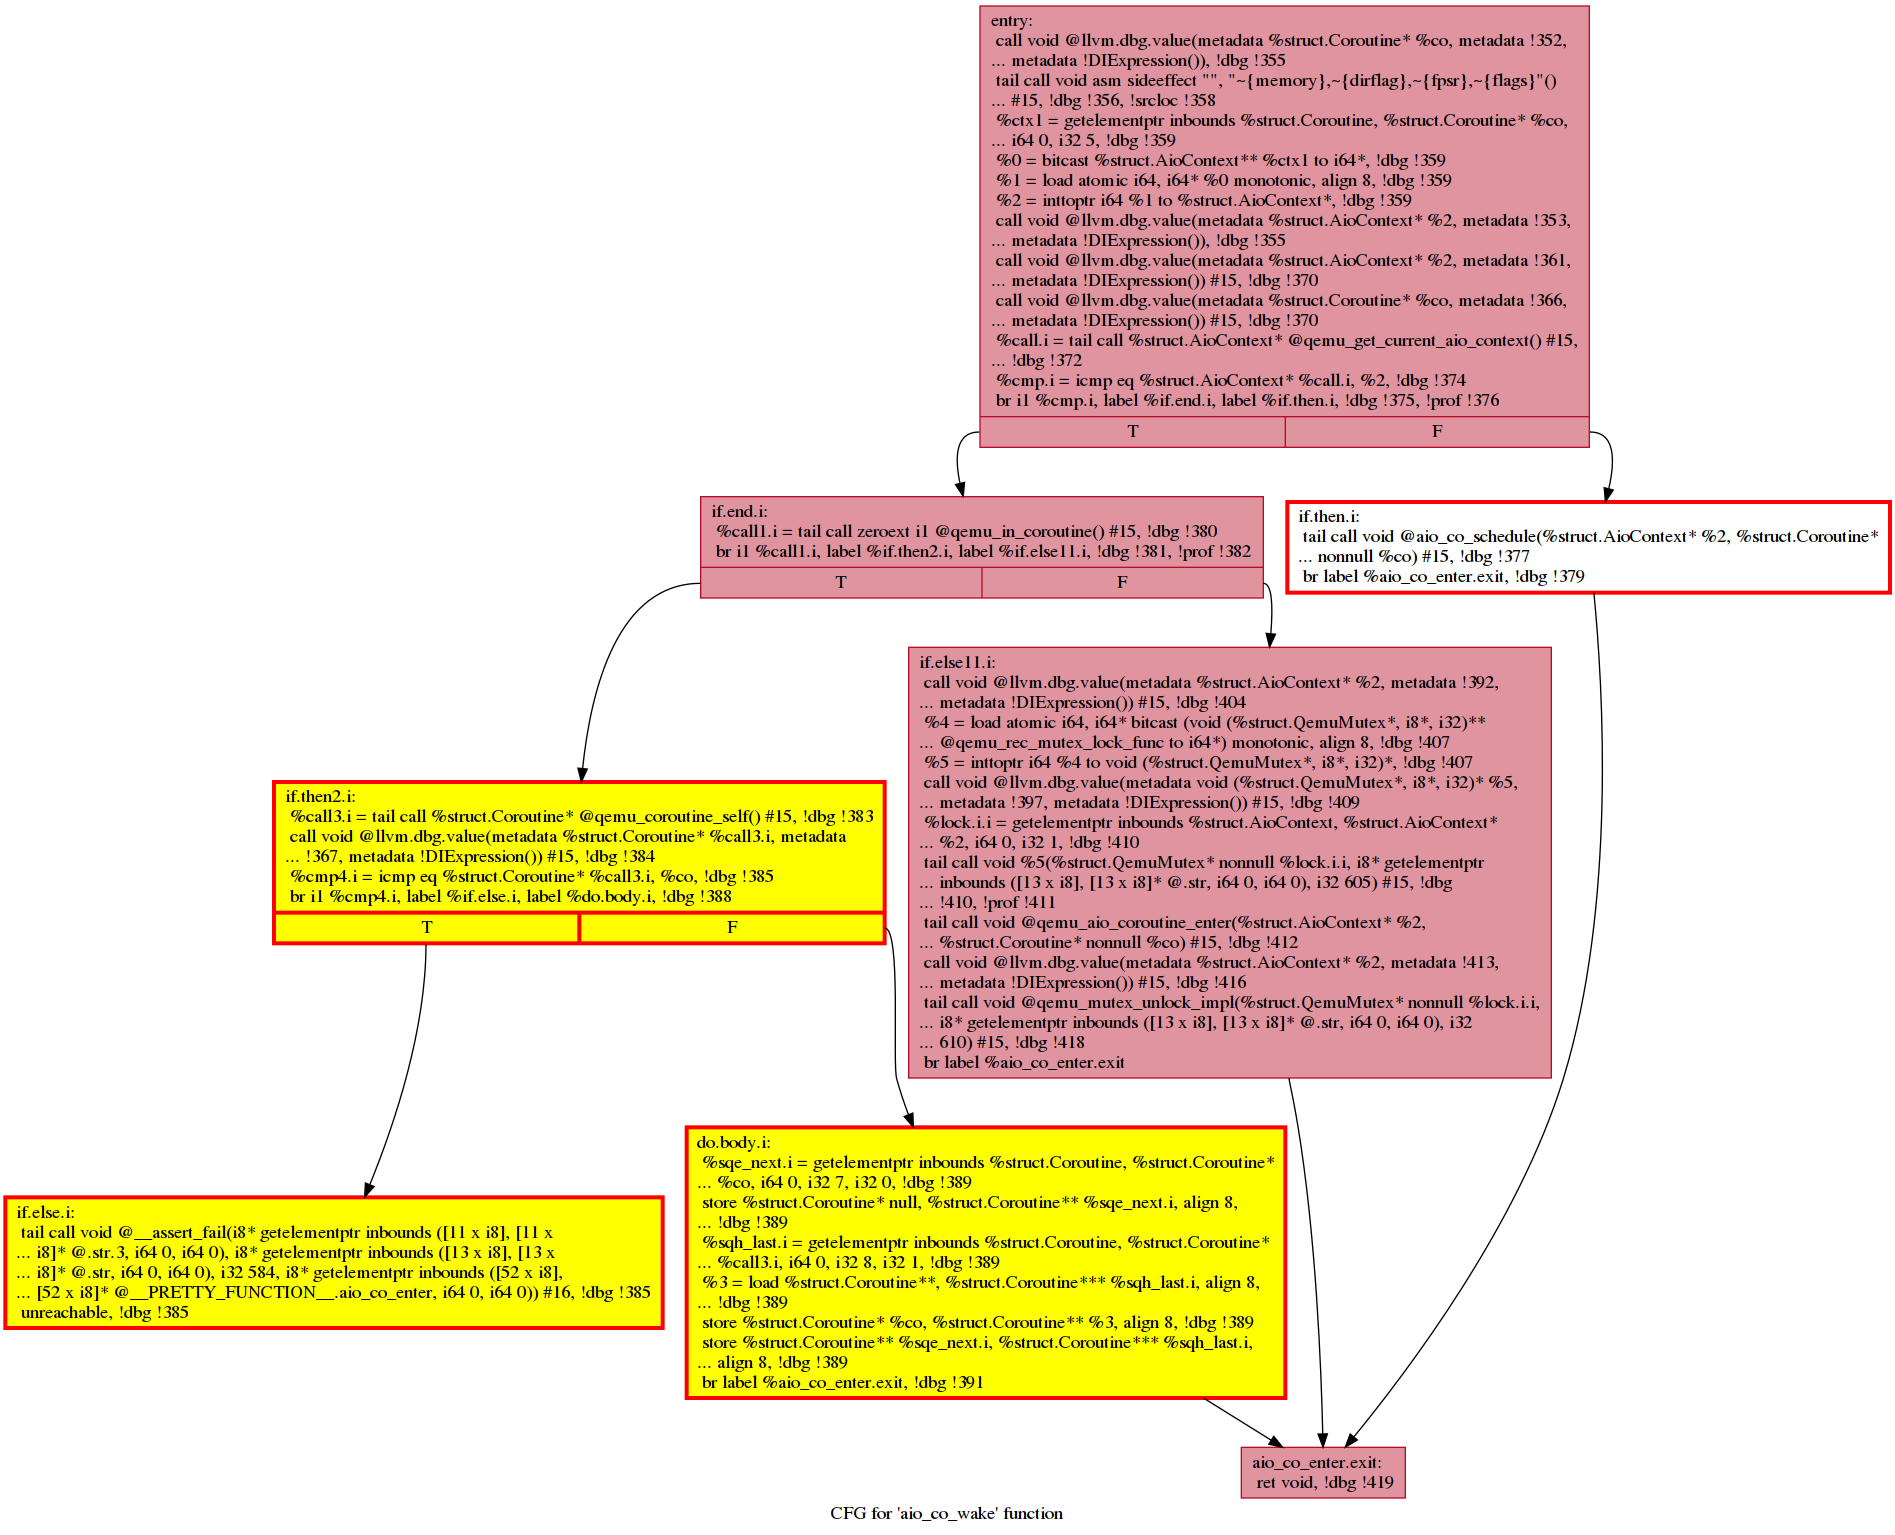 entry:
call void @llvm.dbg.value(metadata %struct.Coroutine* %co, metadata !352,
... metadata !DIExpression()), !dbg !355
tail call void asm sideeffect "", "~{memory},~{dirflag},~{fpsr},~{flags}"()
... #15, !dbg !356, !srcloc !358
%ctx1 = getelementptr inbounds %struct.Coroutine, %struct.Coroutine* %co,
... i64 0, i32 5, !dbg !359
%0 = bitcast %struct.AioContext** %ctx1 to i64*, !dbg !359
%1 = load atomic i64, i64* %0 monotonic, align 8, !dbg !359
%2 = inttoptr i64 %1 to %struct.AioContext*, !dbg !359
call void @llvm.dbg.value(metadata %struct.AioContext* %2, metadata !353,
... metadata !DIExpression()), !dbg !355
call void @llvm.dbg.value(metadata %struct.AioContext* %2, metadata !361,
... metadata !DIExpression()) #15, !dbg !370
call void @llvm.dbg.value(metadata %struct.Coroutine* %co, metadata !366,
... metadata !DIExpression()) #15, !dbg !370
%call.i = tail call %struct.AioContext* @qemu_get_current_aio_context() #15,
... !dbg !372
%cmp.i = icmp eq %struct.AioContext* %call.i, %2, !dbg !374
br i1 %cmp.i, label %if.end.i, label %if.then.i, !dbg !375, !prof !376
T F
if.end.i:
%call1.i = tail call zeroext i1 @qemu_in_coroutine() #15, !dbg !380
br i1 %call1.i, label %if.then2.i, label %if.else11.i, !dbg !381, !prof !382
T F
if.then.i:
tail call void @aio_co_schedule(%struct.AioContext* %2, %struct.Coroutine*
... nonnull %co) #15, !dbg !377
br label %aio_co_enter.exit, !dbg !379
if.else11.i:
call void @llvm.dbg.value(metadata %struct.AioContext* %2, metadata !392,
... metadata !DIExpression()) #15, !dbg !404
%4 = load atomic i64, i64* bitcast (void (%struct.QemuMutex*, i8*, i32)**
... @qemu_rec_mutex_lock_func to i64*) monotonic, align 8, !dbg !407
%5 = inttoptr i64 %4 to void (%struct.QemuMutex*, i8*, i32)*, !dbg !407
call void @llvm.dbg.value(metadata void (%struct.QemuMutex*, i8*, i32)* %5,
... metadata !397, metadata !DIExpression()) #15, !dbg !409
%lock.i.i = getelementptr inbounds %struct.AioContext, %struct.AioContext*
... %2, i64 0, i32 1, !dbg !410
tail call void %5(%struct.QemuMutex* nonnull %lock.i.i, i8* getelementptr
... inbounds ([13 x i8], [13 x i8]* @.str, i64 0, i64 0), i32 605) #15, !dbg
... !410, !prof !411
tail call void @qemu_aio_coroutine_enter(%struct.AioContext* %2,
... %struct.Coroutine* nonnull %co) #15, !dbg !412
call void @llvm.dbg.value(metadata %struct.AioContext* %2, metadata !413,
... metadata !DIExpression()) #15, !dbg !416
tail call void @qemu_mutex_unlock_impl(%struct.QemuMutex* nonnull %lock.i.i,
... i8* getelementptr inbounds ([13 x i8], [13 x i8]* @.str, i64 0, i64 0), i32
... 610) #15, !dbg !418
br label %aio_co_enter.exit
if.then2.i:
%call3.i = tail call %struct.Coroutine* @qemu_coroutine_self() #15, !dbg !383
call void @llvm.dbg.value(metadata %struct.Coroutine* %call3.i, metadata
... !367, metadata !DIExpression()) #15, !dbg !384
%cmp4.i = icmp eq %struct.Coroutine* %call3.i, %co, !dbg !385
br i1 %cmp4.i, label %if.else.i, label %do.body.i, !dbg !388
T F
if.else.i:
tail call void @__assert_fail(i8* getelementptr inbounds ([11 x i8], [11 x
... i8]* @.str.3, i64 0, i64 0), i8* getelementptr inbounds ([13 x i8], [13 x
... i8]* @.str, i64 0, i64 0), i32 584, i8* getelementptr inbounds ([52 x i8],
... [52 x i8]* @__PRETTY_FUNCTION__.aio_co_enter, i64 0, i64 0)) #16, !dbg !385
unreachable, !dbg !385
do.body.i:
%sqe_next.i = getelementptr inbounds %struct.Coroutine, %struct.Coroutine*
... %co, i64 0, i32 7, i32 0, !dbg !389
store %struct.Coroutine* null, %struct.Coroutine** %sqe_next.i, align 8,
... !dbg !389
%sqh_last.i = getelementptr inbounds %struct.Coroutine, %struct.Coroutine*
... %call3.i, i64 0, i32 8, i32 1, !dbg !389
%3 = load %struct.Coroutine**, %struct.Coroutine*** %sqh_last.i, align 8,
... !dbg !389
store %struct.Coroutine* %co, %struct.Coroutine** %3, align 8, !dbg !389
store %struct.Coroutine** %sqe_next.i, %struct.Coroutine*** %sqh_last.i,
... align 8, !dbg !389
br label %aio_co_enter.exit, !dbg !391
aio_co_enter.exit:
ret void, !dbg !419
CFG for 'aio_co_wake' function